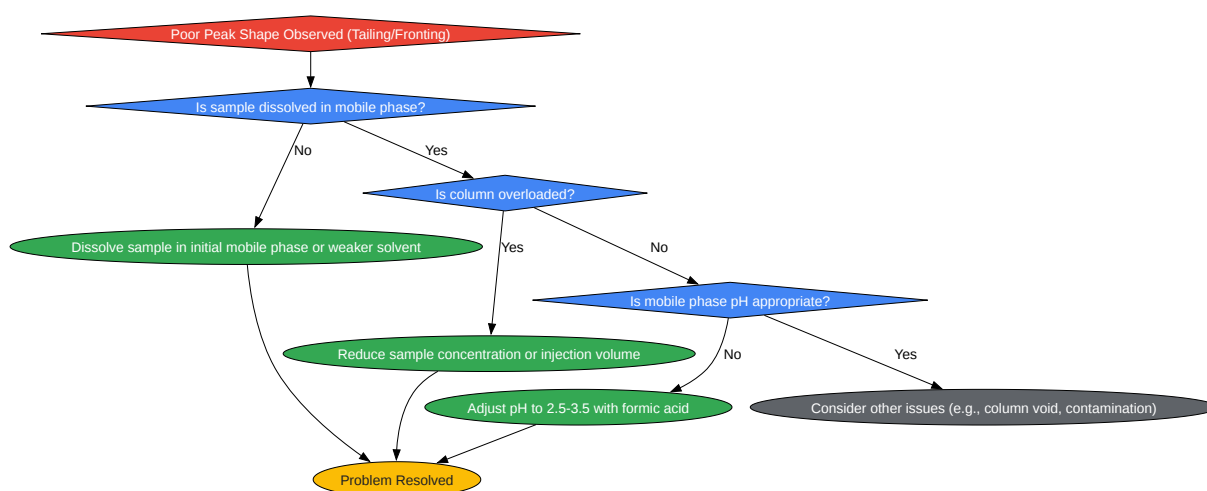 Poor Peak Shape Observed (Tailing/Fronting)
Is sample dissolved in mobile phase?
No
Yes
Is column overloaded?
Dissolve sample in initial mobile phase or weaker solvent
Yes
No
Is mobile phase pH appropriate?
Reduce sample concentration or injection volume
No
Yes
Adjust pH to 2.5-3.5 with formic acid
Consider other issues (e.g., column void, contamination)
Problem Resolved